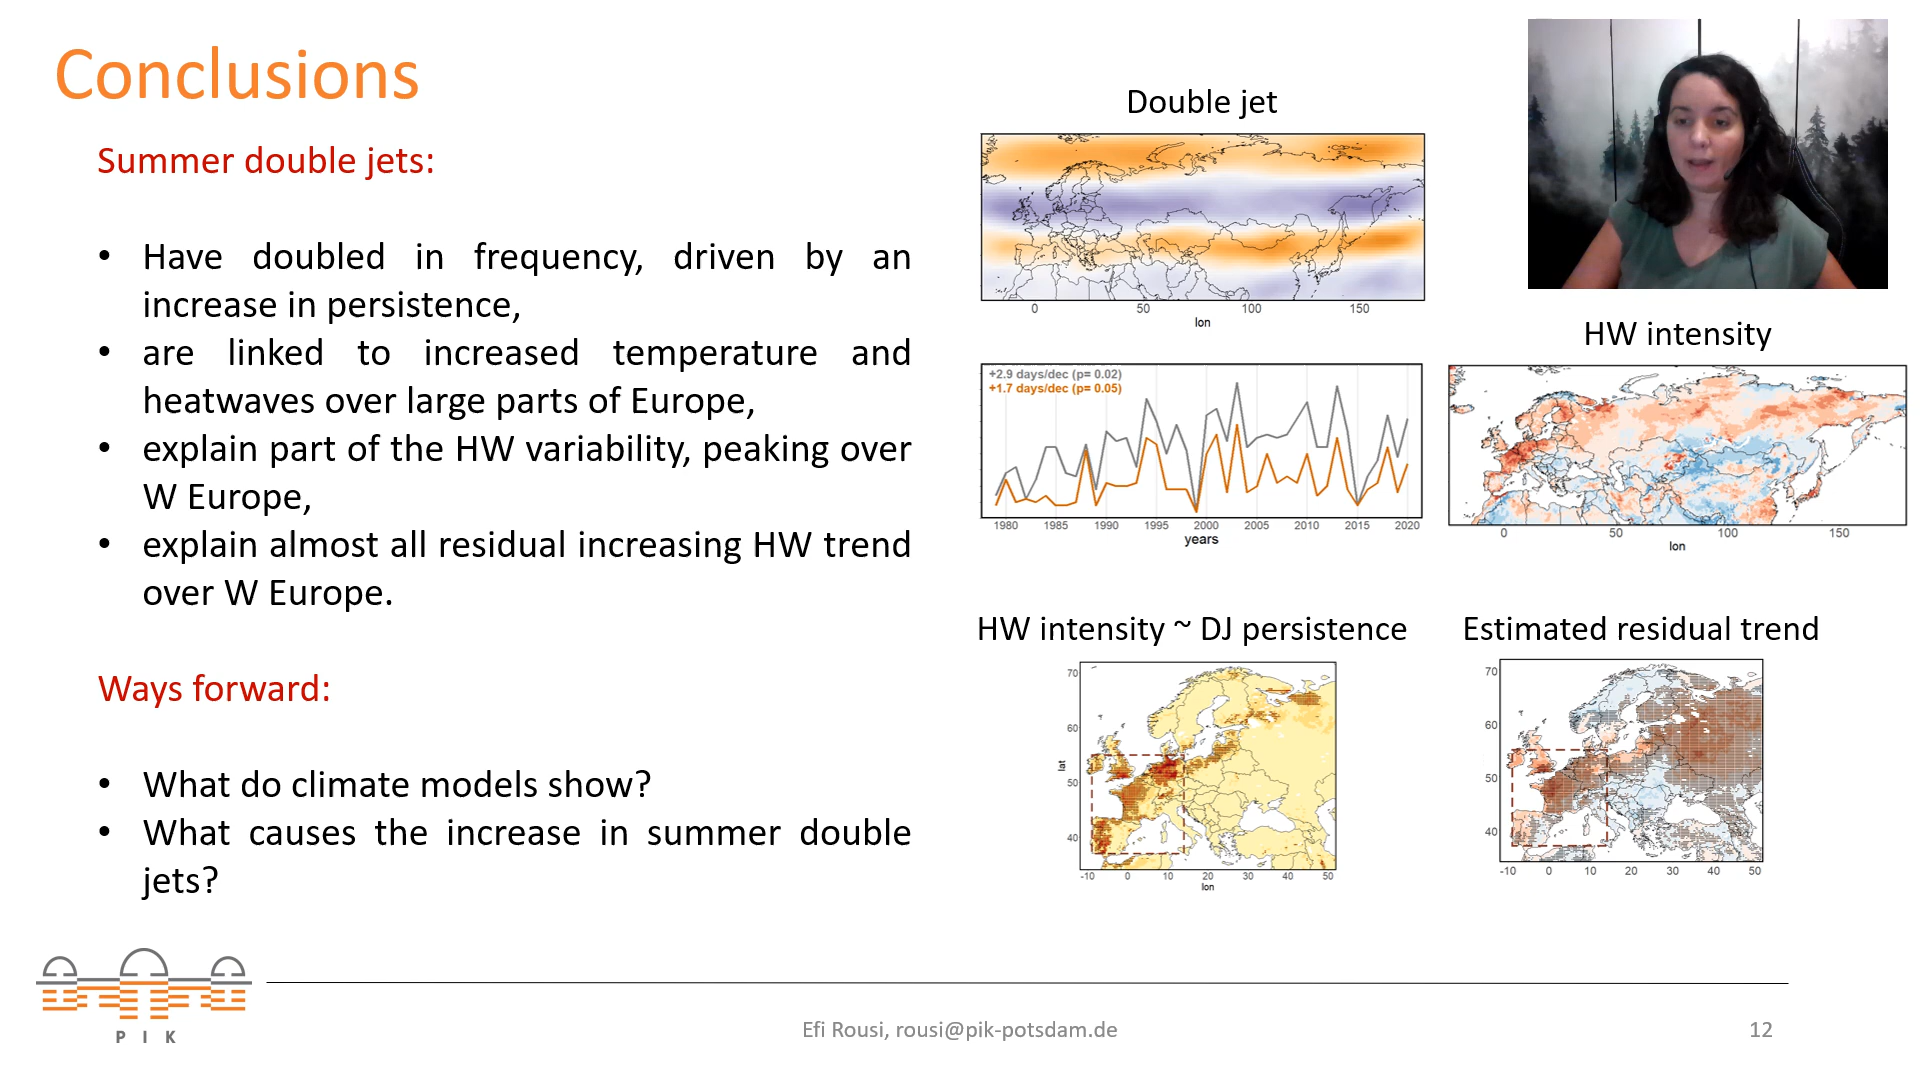 Conclusions
Summer double jets:
• Have doubled in frequency, driven by an
increase in persistence,
• are linked to increased temperature and
heatwaves over large parts of Europe,
• explain part of the HW variability, peaking over
W Europe,
• explain almost all residual increasing HW trend
over W Europe.
Ways forward:
• What do climate models show?
• What causes the increase in summer double
jets?
Double jet
0 50 100 150
lon
+2.9 days/dec (p= 0.02)
+1.7 days/dec (p= 0.05)
1980 1985 1990 1995 2000 2005 2010 2015 2020
years
HW intensity
0 50 100 150
lon
HW intensity ~ DJ persistence
70
60
50
40
lat
-10 0 10 20 30 40 50
lon
Estimated residual trend
70
60
50
40
-10 0 10 20 30 40 50
P I K
Efi Rousi, rousi@pik-potsdam.de
12